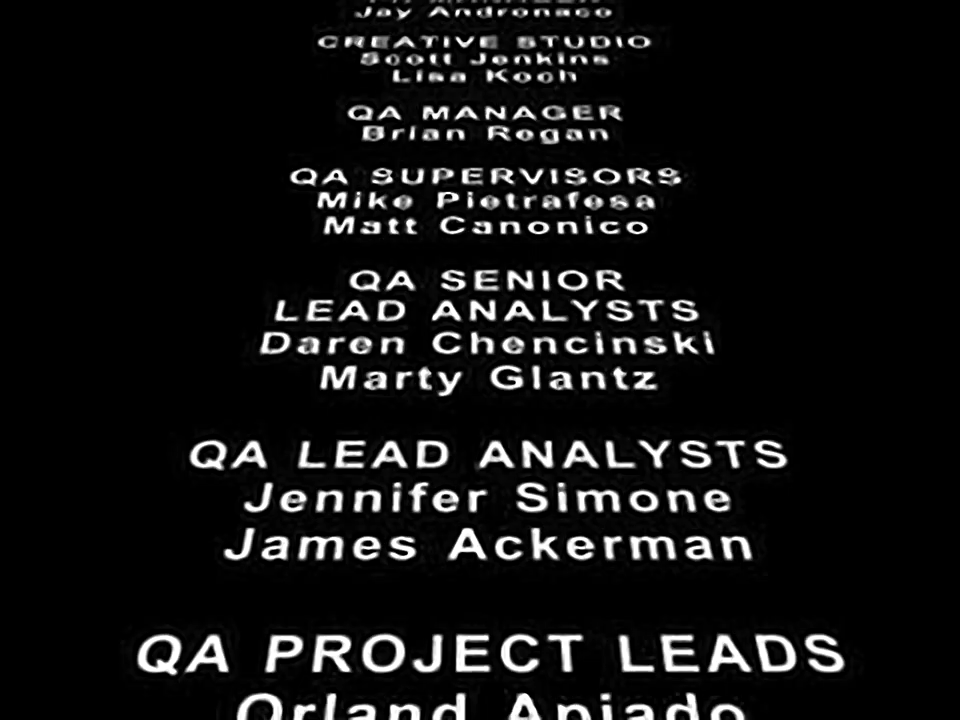 Jay Andronaco
CREATIVE STUDIO
Scott Jenkins
Lisa Koch
QA MANAGER
Brian Regan
QA SUPERVISORS
Mike Pietrafesa
Matt Canonico
QA SENIOR
LEAD ANALYSTS
Daren Chencinski
Marty Glantz
QA LEAD ANALYSTS
Jennifer Simone
James Ackerman
QA PROJECT LEADS
Orland Apiado